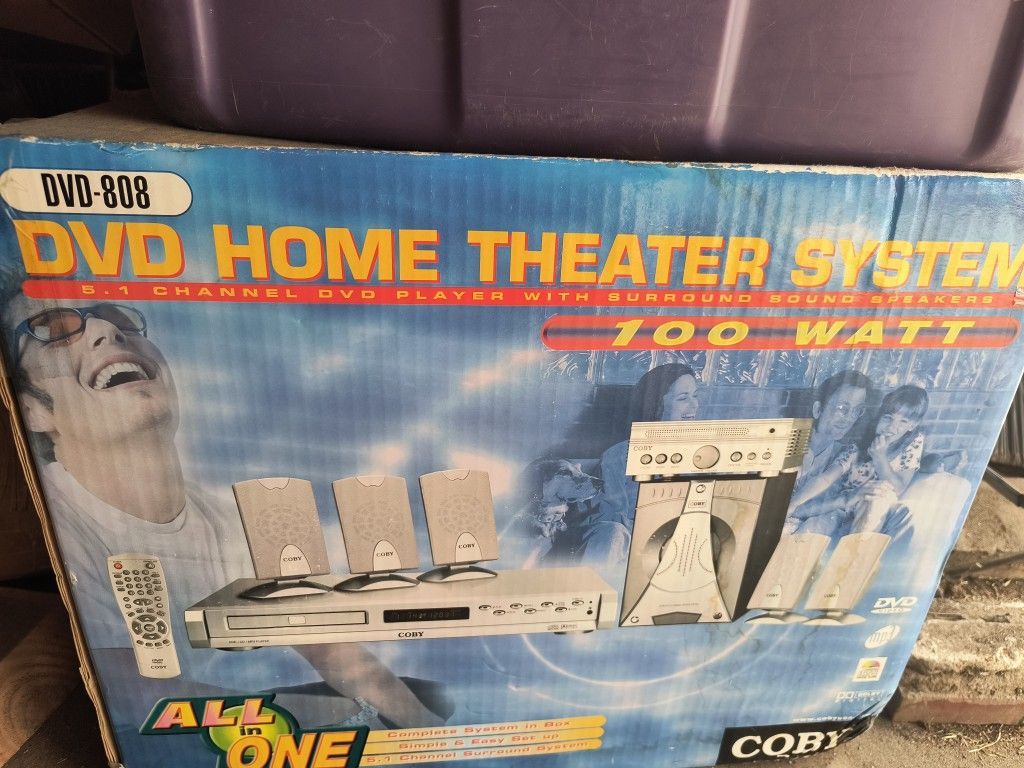 DVD-808
DVD HOME THEATER SYSTEM
5.1 CHANNEL DVD PLAYER WITH SURROUND SOUND SPEAKERS
100 WATT
COBY
COBY
COBY
COBY
COBY
COBY
COBY
DVD
mp3
DOLBY
ALL in ONE
Complete System in Box
Simple & Easy Set up
5.1 Channel Surround System
COBY